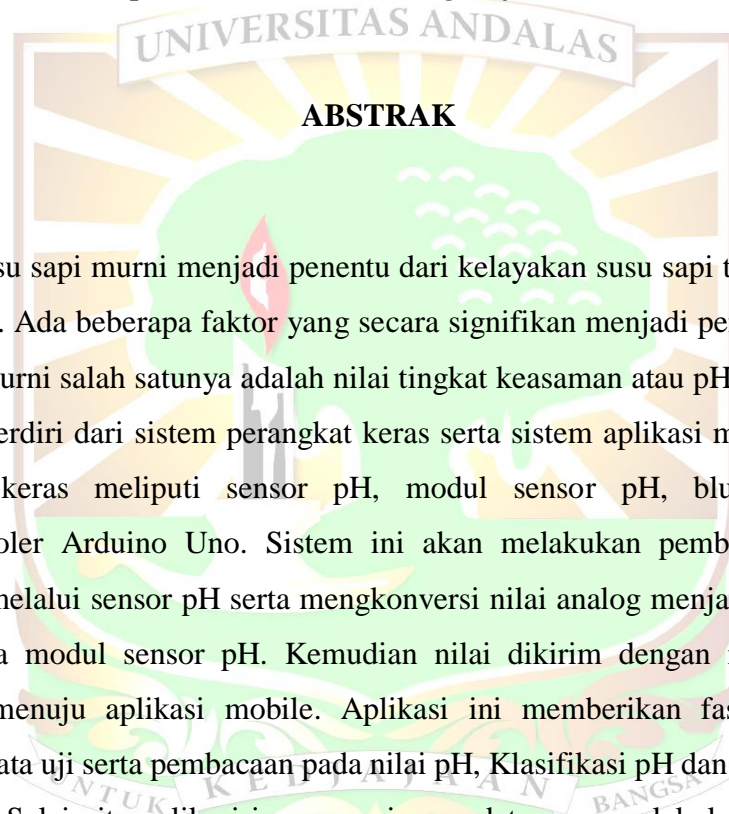 UNIVERSITAS ANDALAS
ABSTRAK
su sapi murni menjadi penentu dari kelayakan susu sapi t
. Ada beberapa faktor yang secara signifikan menjadi pe
urni salah satunya adalah nilai tingkat keasaman atau pH
erdiri dari sistem perangkat keras serta sistem aplikasi m
keras meliputi sensor pH, modul sensor pH, blu
oler Arduino Uno. Sistem ini akan melakukan pemb
melalui sensor pH serta mengkonversi nilai analog menja
a modul sensor pH. Kemudian nilai dikirim dengan
menuju aplikasi mobile. Aplikasi ini memberikan fas
ata uji serta pembacaan pada nilai pH, Klasifikasi pH dan
UNTUK KEDJAJAAN BANGSA